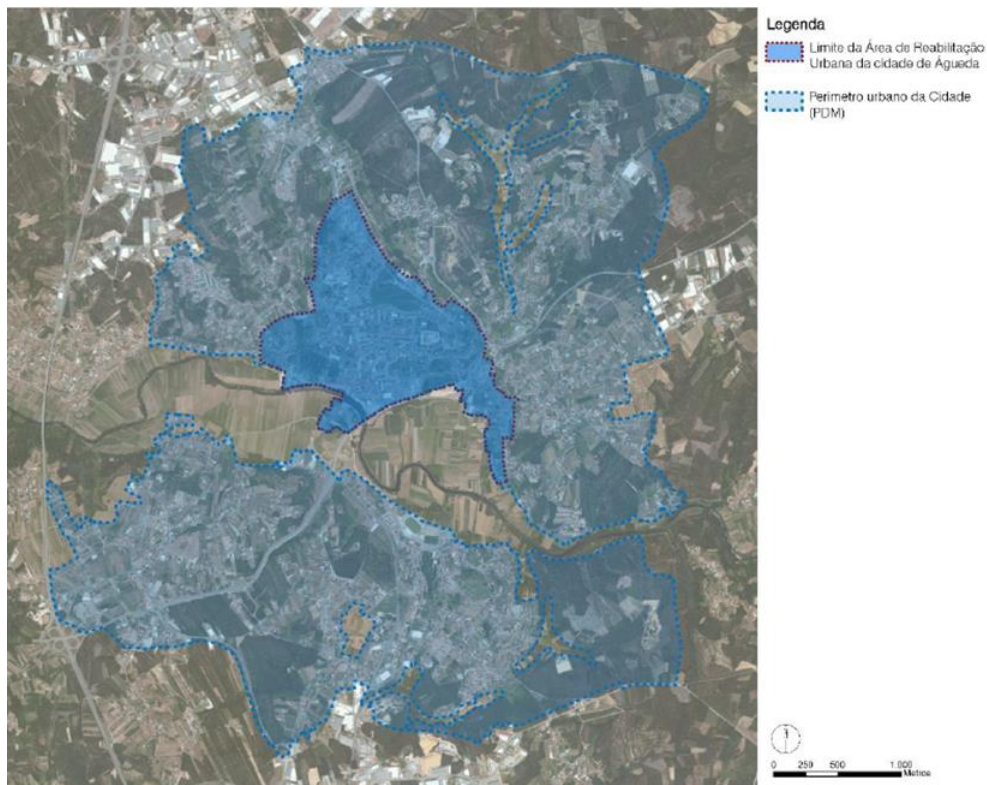 Legenda
Limite da Área de Reabilitação
Urbana da cidade de Águeda
Perimetro urbano da Cidade
(PDM)
0 250 500 1.000
Metros